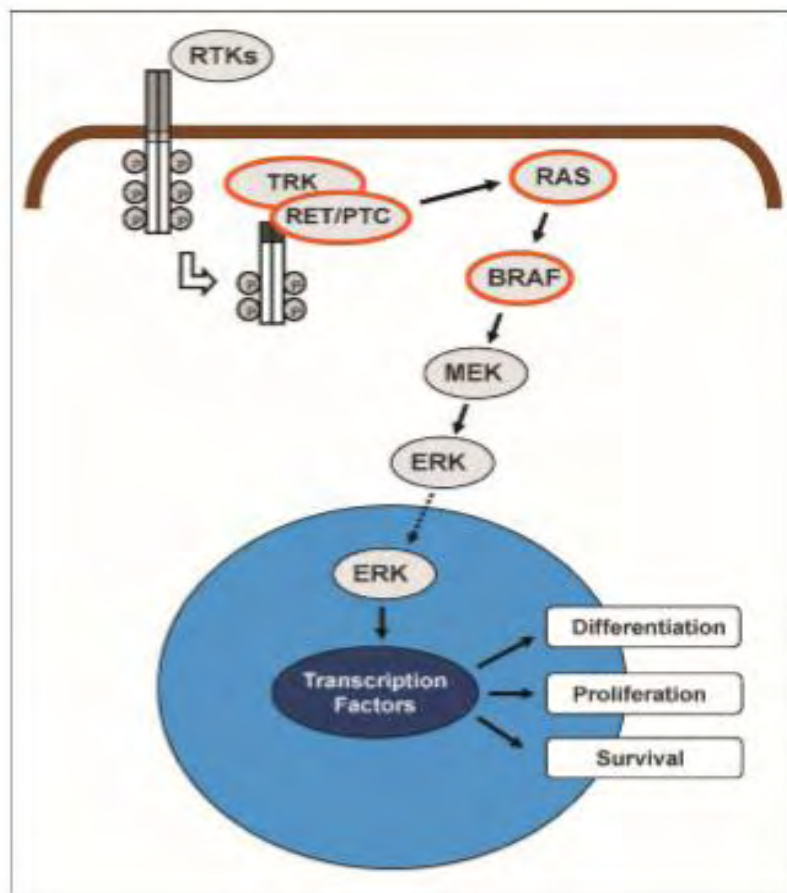 RTKs
P P
P P
P P
TRK
RET/PTC
RAS
P P
P P
BRAF
MEK
ERK
ERK
Transcription
Factors
Differentiation
Proliferation
Survival